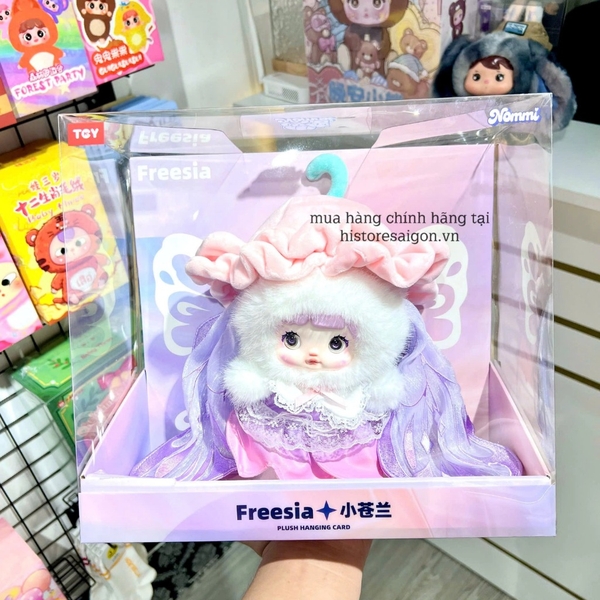 FOREST PARTY
TOY
Freesia
Nommi
Freesia
mua hàng chính hãng tại
historesaigon.vn
Freesia 小苍兰
PLUSH HANGING CARD